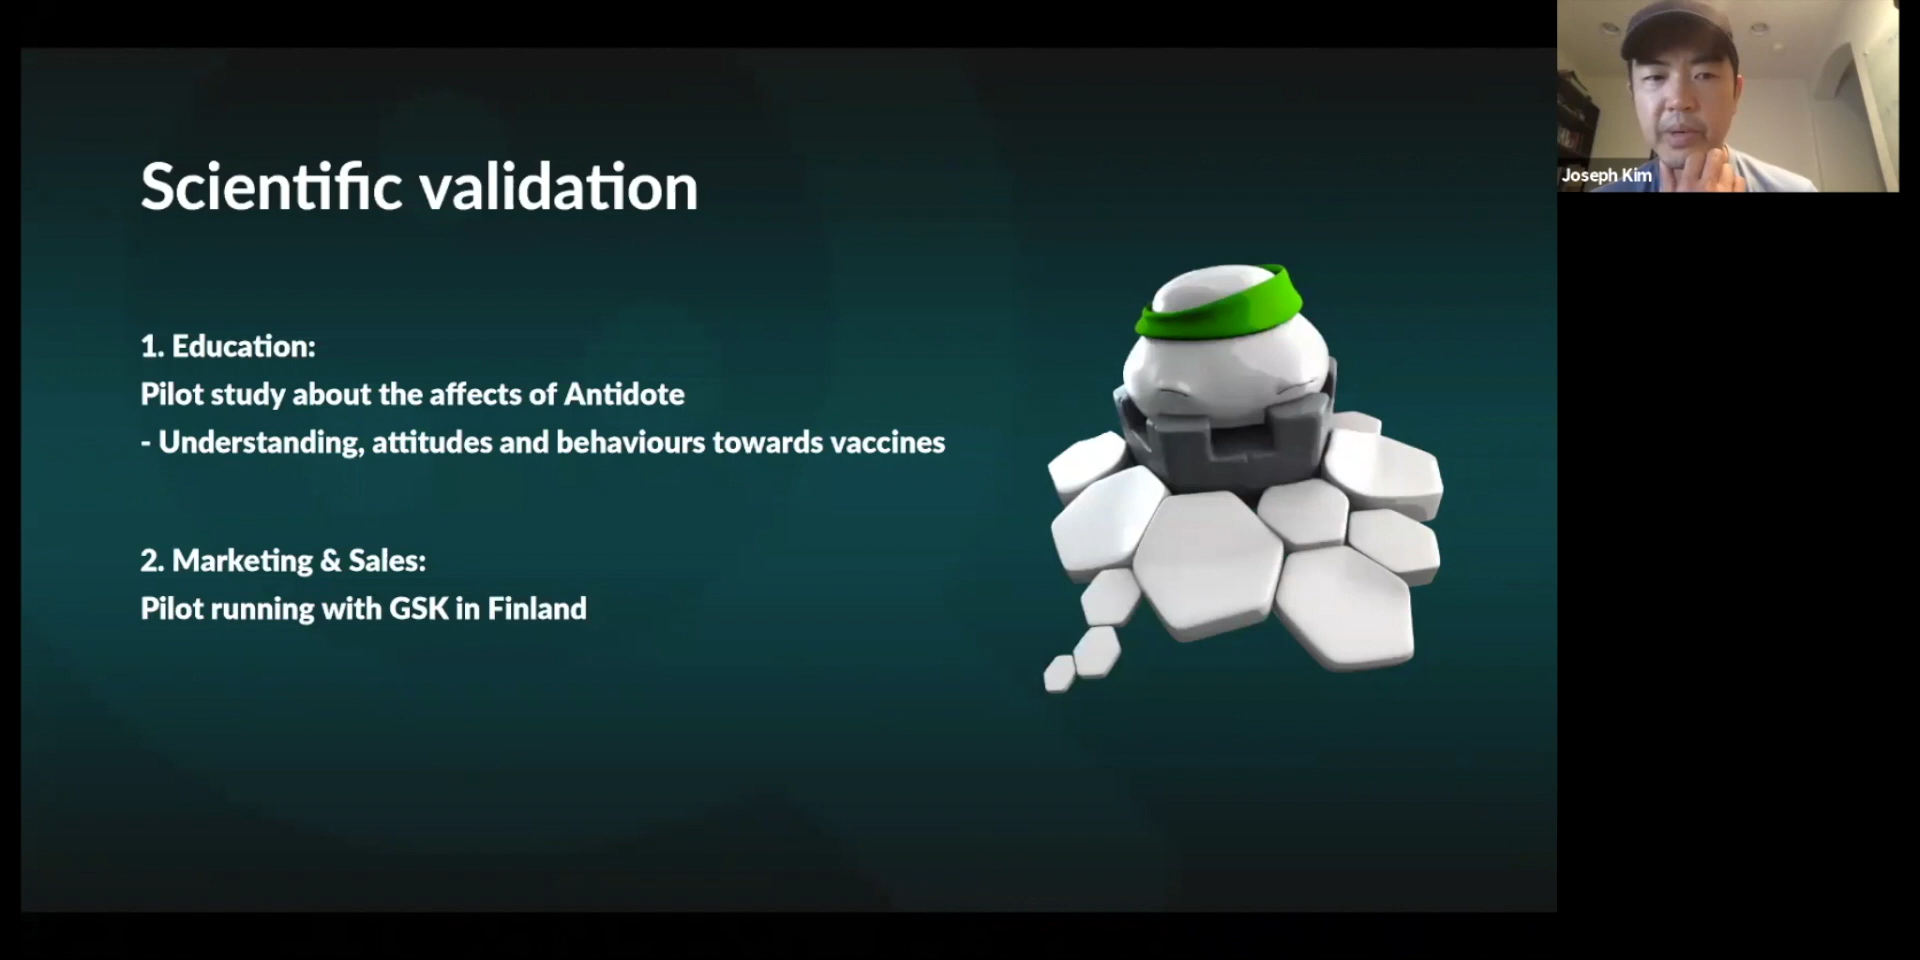 Scientific validation
1. Education:
Pilot study about the affects of Antidote
- Understanding, attitudes and behaviours towards vaccines
2. Marketing & Sales:
Pilot running with GSK in Finland
Joseph Kim